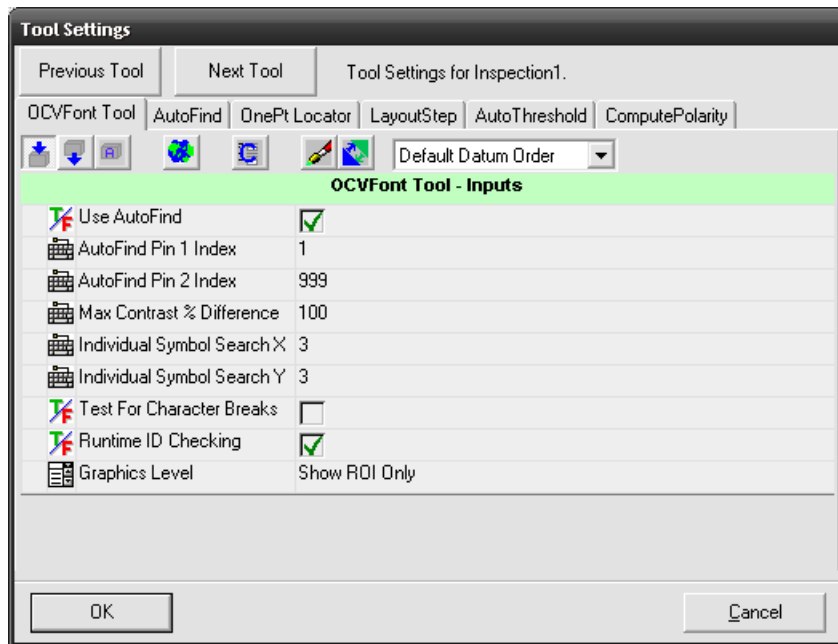 Tool Settings
Previous Tool Next Tool Tool Settings for Inspection1.
OCVFont Tool AutoFind OnePt Locator LayoutStep AutoThreshold ComputePolarity
Default Datum Order
OCVFont Tool - Inputs
Use AutoFind
AutoFind Pin 1 Index 1
AutoFind Pin 2 Index 999
Max Contrast % Difference 100
Individual Symbol Search X 3
Individual Symbol Search Y 3
Test For Character Breaks
Runtime ID Checking
Graphics Level Show ROI Only
OK Cancel